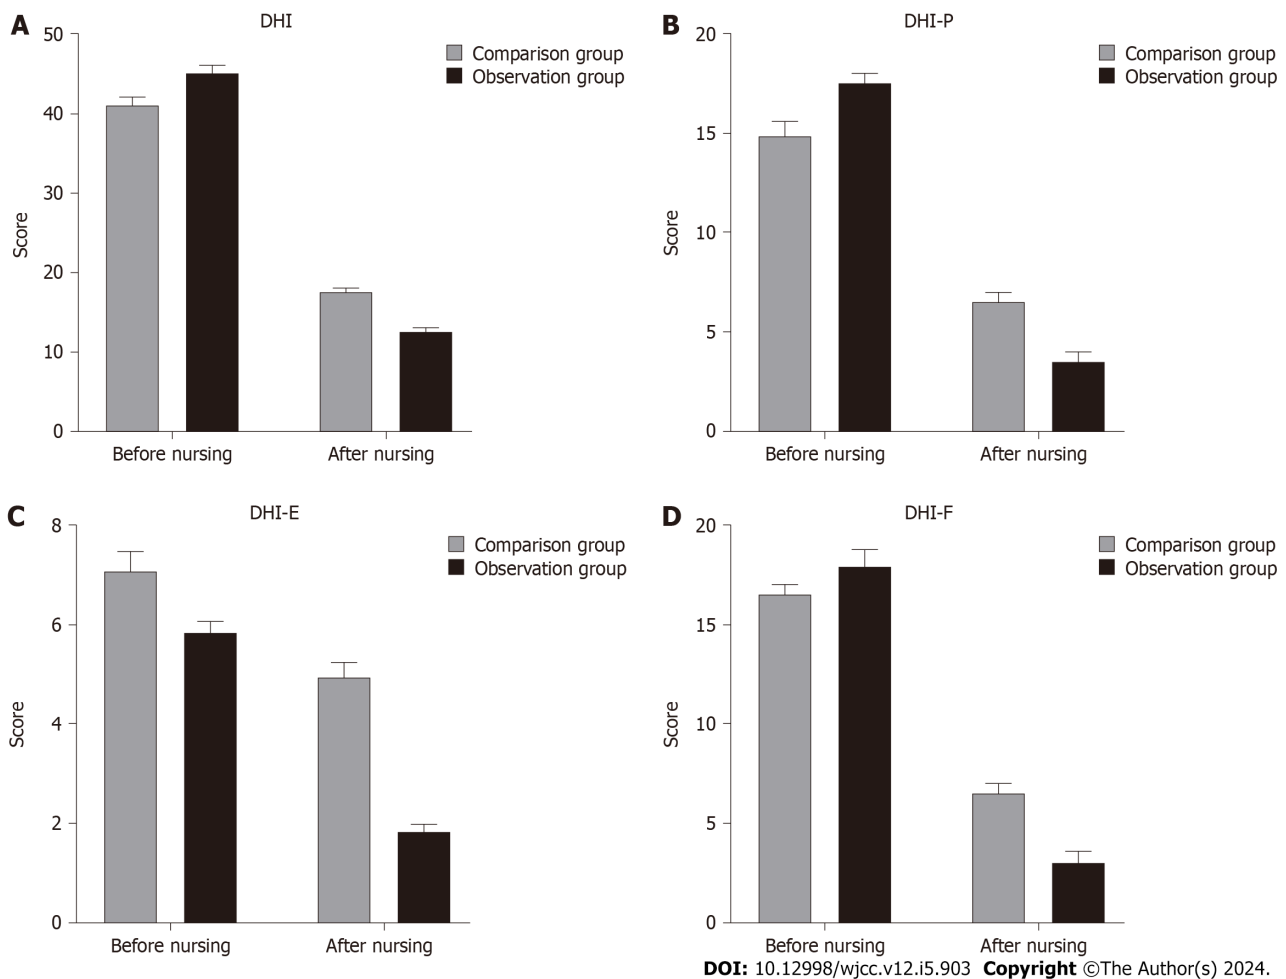 A
DHI
50
40
30
20
10
0
Score
Comparison group
Observation group
Before nursing
After nursing
B
DHI-P
20
15
10
5
0
Score
Comparison group
Observation group
Before nursing
After nursing
C
DHI-E
8
6
4
2
0
Score
Comparison group
Observation group
Before nursing
After nursing
D
DHI-F
20
15
10
5
0
Score
Comparison group
Observation group
Before nursing
After nursing
DOI: 10.12998/wjcc.v12.i5.903 Copyright ©The Author(s) 2024.